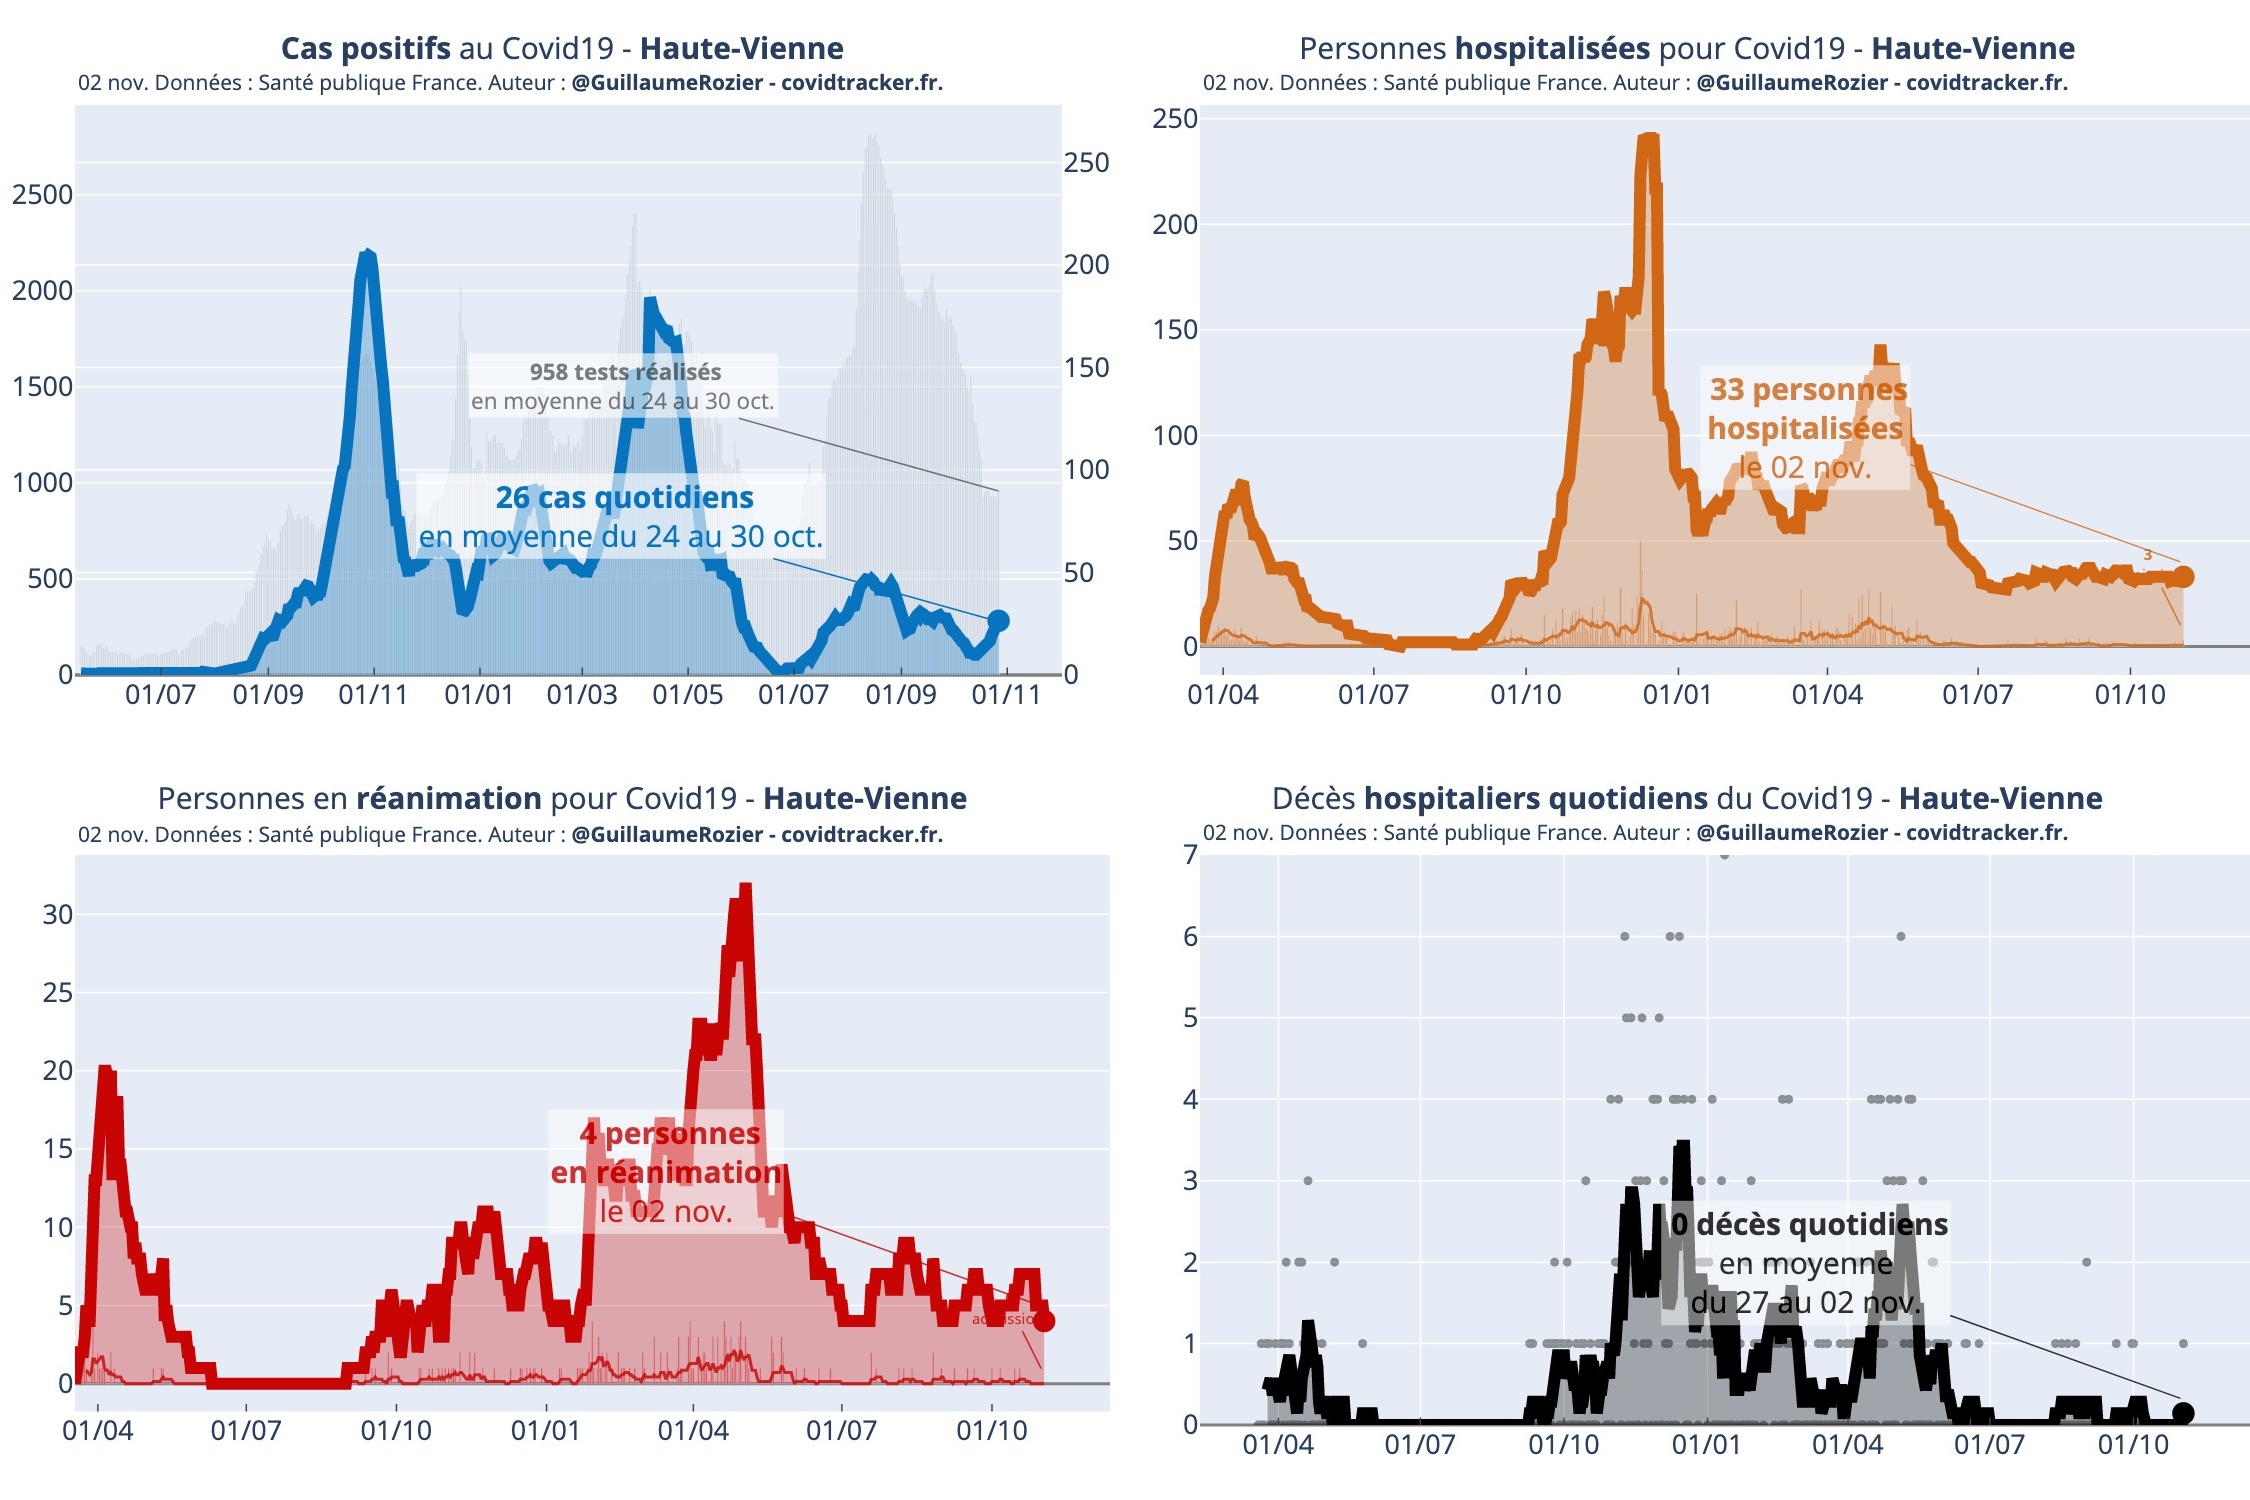 Cas positifs au Covid19 - Haute-Vienne
02 nov. Données : Santé publique France. Auteur : @GuillaumeRozier - covidtracker.fr.
2500
2000
1500
1000
500
0
250
200
150
100
50
0
958 tests réalisés
en moyenne du 24 au 30 oct.
26 cas quotidiens
en moyenne du 24 au 30 oct.
01/07 01/09 01/11 01/01 01/03 01/05 01/07 01/09 01/11
Personnes hospitalisées pour Covid19 - Haute-Vienne
02 nov. Données : Santé publique France. Auteur : @GuillaumeRozier - covidtracker.fr.
250
200
150
100
50
0
33 personnes
hospitalisées
le 02 nov.
3
01/04 01/07 01/10 01/01 01/04 01/07 01/10
Personnes en réanimation pour Covid19 - Haute-Vienne
02 nov. Données : Santé publique France. Auteur : @GuillaumeRozier - covidtracker.fr.
30
25
20
15
10
5
0
4 personnes
en réanimation
le 02 nov.
01/04 01/07 01/10 01/01 01/04 01/07 01/10
Décès hospitaliers quotidiens du Covid19 - Haute-Vienne
02 nov. Données : Santé publique France. Auteur : @GuillaumeRozier - covidtracker.fr.
7
6
5
4
3
2
1
0
0 décès quotidiens
en moyenne
du 27 au 02 nov.
01/04 01/07 01/10 01/01 01/04 01/07 01/10